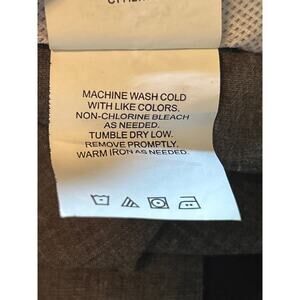 MACHINE WASH COLD
WITH LIKE COLORS.
NON-CHLORINE BLEACH
AS NEEDED.
TUMBLE DRY LOW.
REMOVE PROMPTLY.
WARM IRON AS NEEDED.